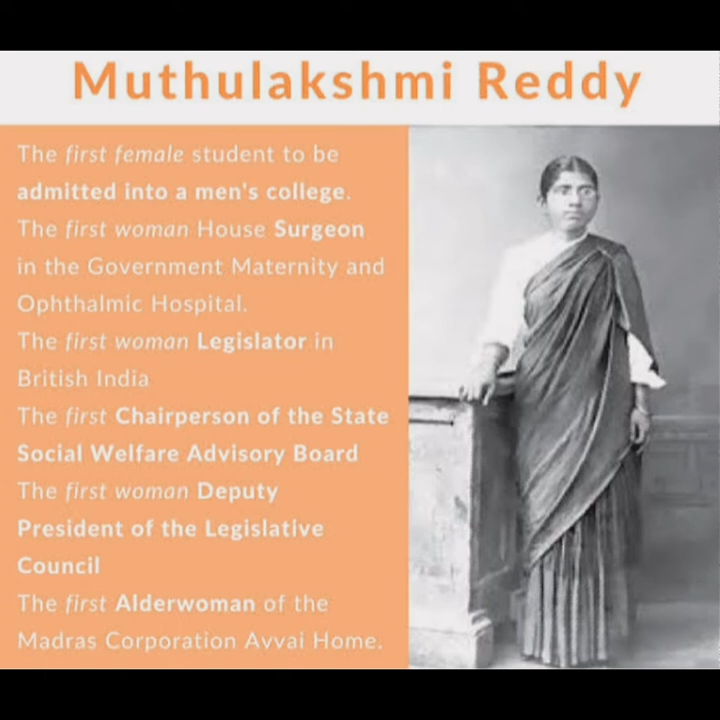 Muthulakshmi Reddy
The first female student to be
admitted into a men's college.
The first woman House Surgeon
in the Government Maternity and
Ophthalmic Hospital.
The first woman Legislator in
British India
The first Chairperson of the State
Social Welfare Advisory Board
The first woman Deputy
President of the Legislative
Council
The first Alderwoman of the
Madras Corporation Avvai Home.